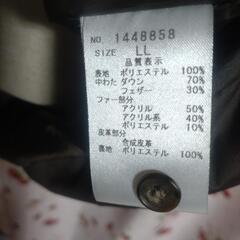 NO 1448858
SIZE LL
品質表示
表地 ポリエステル 100%
中わた ダウン 70%
フェザー 30%
ファー部分
アクリル 50%
アクリル系 40%
ポリエステル 10%
皮革部分
合成皮革
裏地 ポリエステル 100%